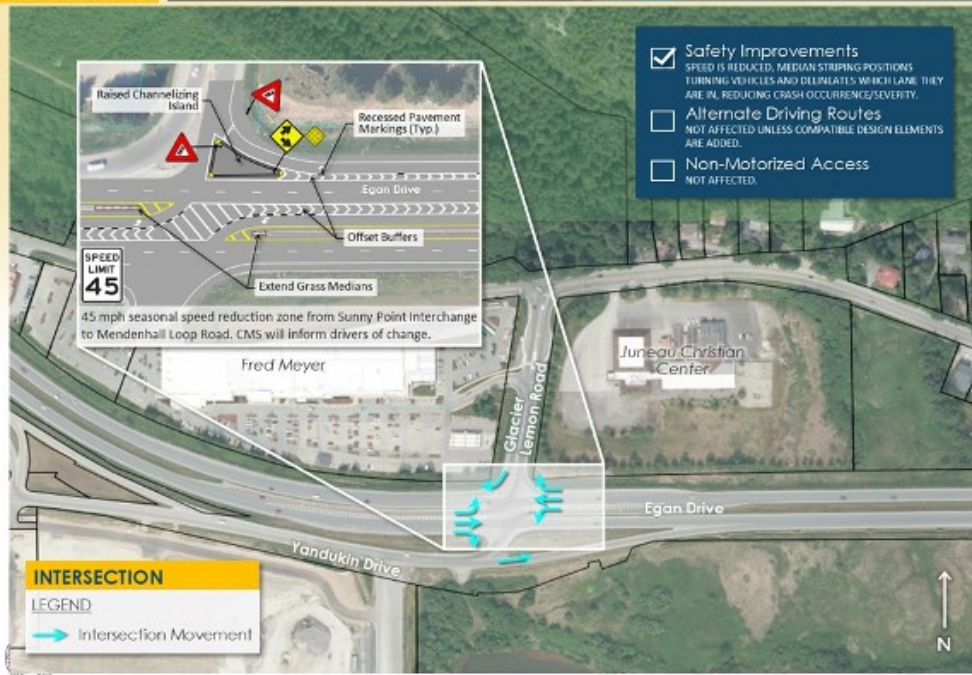 Safety Improvements
SPEED IS REDUCED, MEDIAN STRIPING POSITIONS
TURNING VEHICLES AND DELINEATES WHICH LANE THEY
ARE IN, REDUCING CRASH OCCURRENCE/SEVERITY.
Alternate Driving Routes
NOT AFFECTED UNLESS COMPATIBLE DESIGN ELEMENTS
ARE ADDED.
Non-Motorized Access
NOT AFFECTED.
Raised Channelizing
Island
Recessed Pavement
Markings (Typ.)
Egan Drive
Offset Buffers
SPEED
LIMIT
45
Extend Grass Medians
45 mph seasonal speed reduction zone from Sunny Point Interchange
to Mendenhall Loop Road. CMS will inform drivers of change.
Fred Meyer
Juneau Christian
Center
Glacier
Lemon Road
Egan Drive
Yandukin Drive
INTERSECTION
LEGEND
Intersection Movement
N